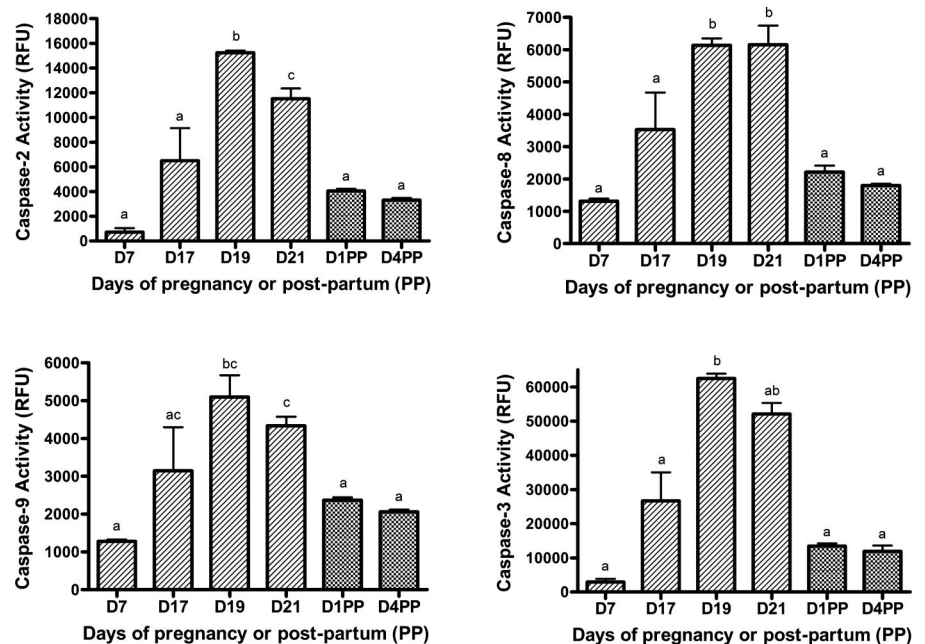 Caspase-2 Activity (RFU)
18000
16000
14000
12000
10000
8000
6000
4000
2000
0
a
a
b
c
a
a
D7 D17 D19 D21 D1PP D4PP
Days of pregnancy or post-partum (PP)
Caspase-8 Activity (RFU)
7000
6000
5000
4000
3000
2000
1000
0
a
a
b
b
a
a
D7 D17 D19 D21 D1PP D4PP
Days of pregnancy or post-partum (PP)
Caspase-9 Activity (RFU)
6000
5000
4000
3000
2000
1000
0
a
ac
bc
c
a
a
D7 D17 D19 D21 D1PP D4PP
Days of pregnancy or post-partum (PP)
Caspase-3 Activity (RFU)
60000
50000
40000
30000
20000
10000
0
a
a
b
ab
a
a
D7 D17 D19 D21 D1PP D4PP
Days of pregnancy or post-partum (PP)